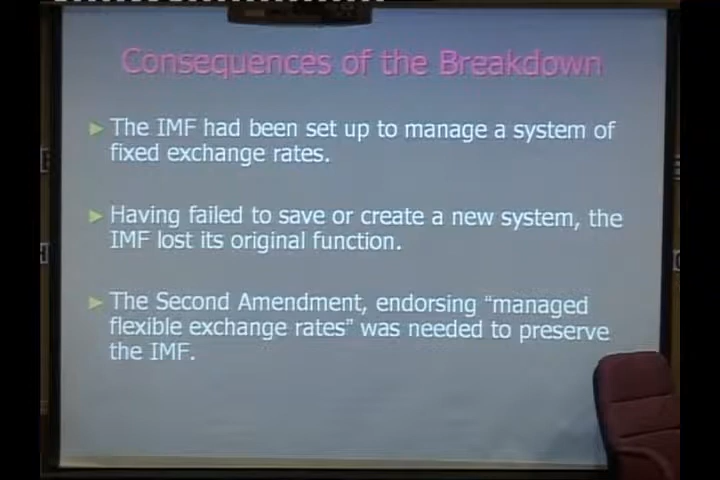 Consequences of the Breakdown
► The IMF had been set up to manage a system of
fixed exchange rates.
► Having failed to save or create a new system, the
IMF lost its original function.
► The Second Amendment, endorsing “managed
flexible exchange rates” was needed to preserve
the IMF.